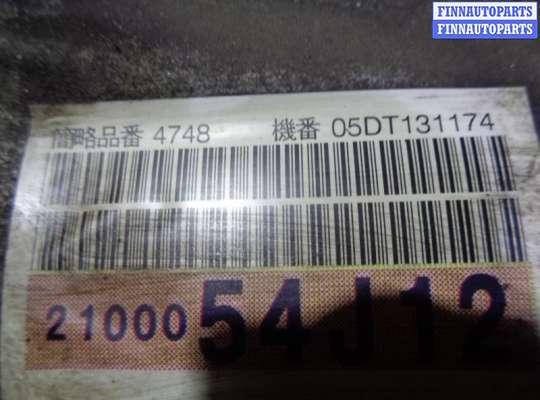 FINNAUTOPARTS
FINNAUTOPARTS
簡略品番 4748 機番 05DT131174
21000 54J12